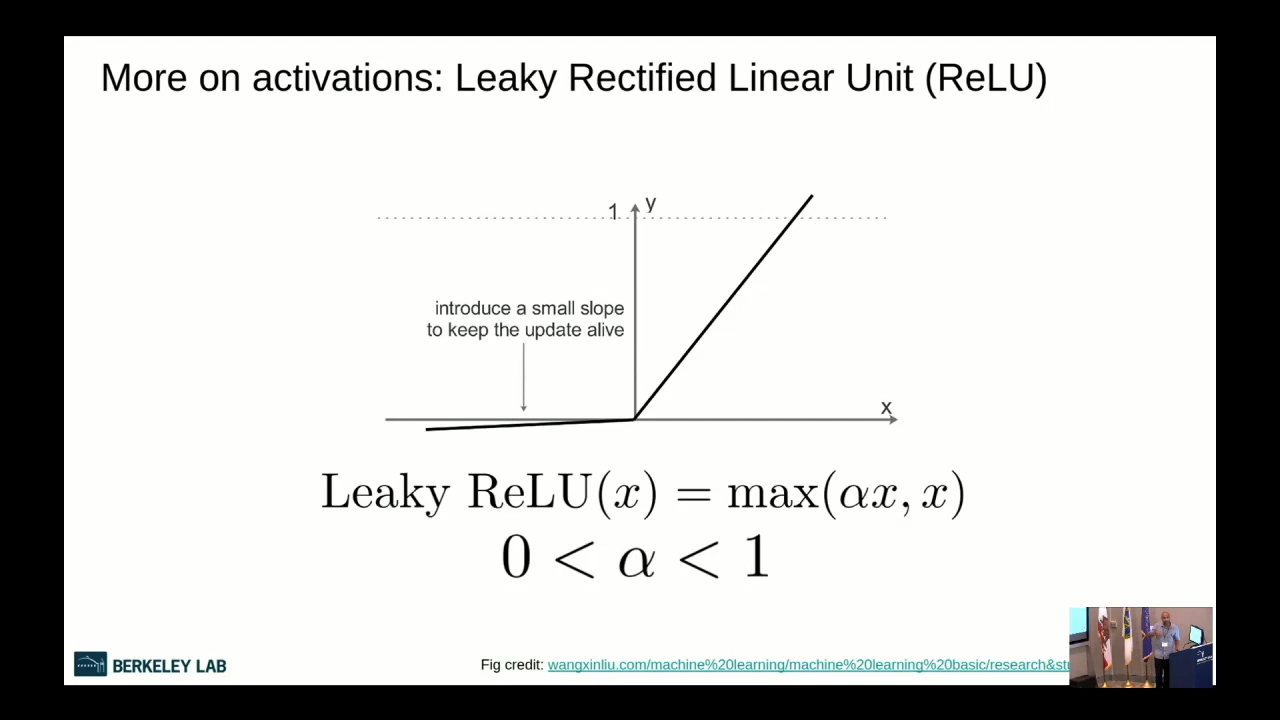 More on activations: Leaky Rectified Linear Unit (ReLU)
1
y
introduce a small slope
to keep the update alive
x
Leaky ReLU(x) = max(αx, x)
0 < α < 1
BERKELEY LAB
Fig credit: wangxinliu.com/machine%20learning/machine%20learning%20basic/research&st